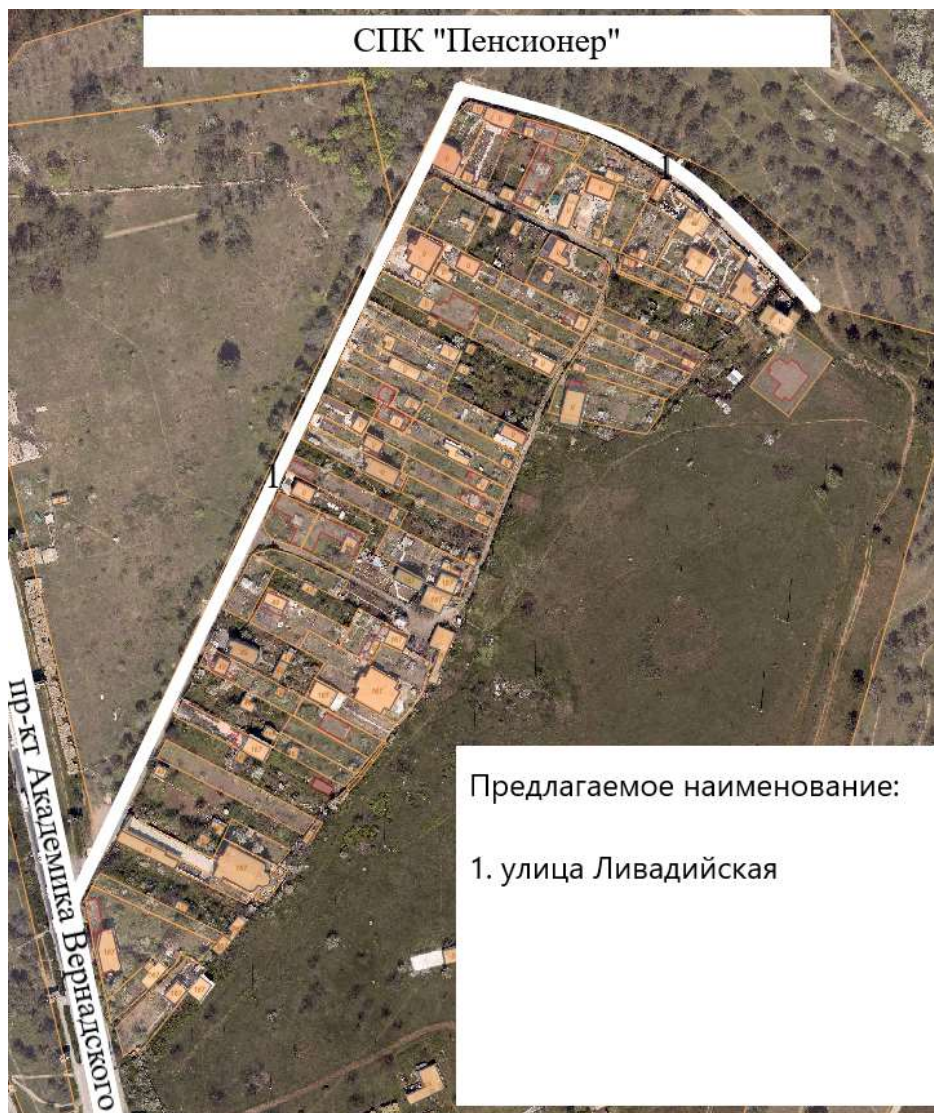 СПК "Пенсионер"
1
1
пр-кт Академика Вернадского
Предлагаемое наименование:
1. улица Ливадийская